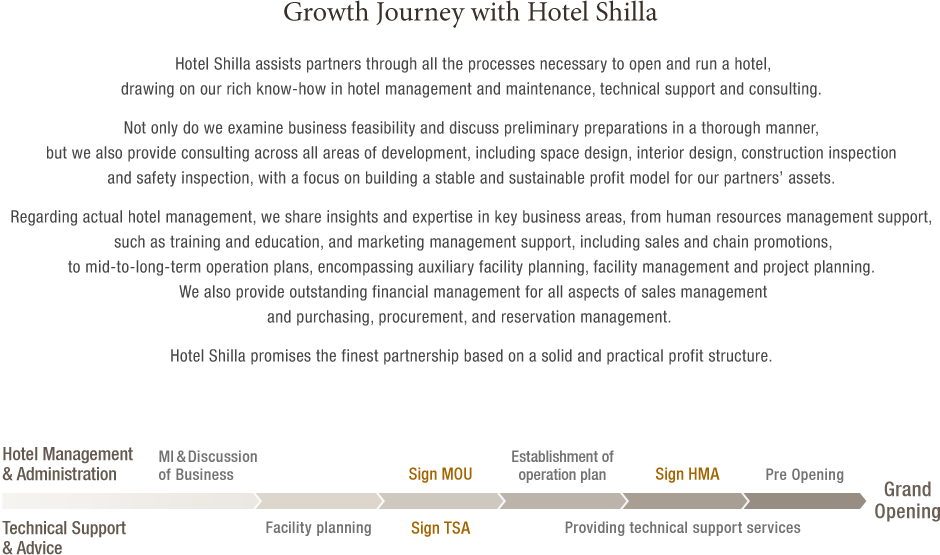 Growth Journey with Hotel Shilla
Hotel Shilla assists partners through all the processes necessary to open and run a hotel,
drawing on our rich know-how in hotel management and maintenance, technical support and consulting.
Not only do we examine business feasibility and discuss preliminary preparations in a thorough manner,
but we also provide consulting across all areas of development, including space design, interior design, construction inspection
and safety inspection, with a focus on building a stable and sustainable profit model for our partners’ assets.
Regarding actual hotel management, we share insights and expertise in key business areas, from human resources management support,
such as training and education, and marketing management support, including sales and chain promotions,
to mid-to-long-term operation plans, encompassing auxiliary facility planning, facility management and project planning.
We also provide outstanding financial management for all aspects of sales management
and purchasing, procurement, and reservation management.
Hotel Shilla promises the finest partnership based on a solid and practical profit structure.
Hotel Management
& Administration
MI & Discussion
of Business
Sign MOU
Establishment of
operation plan
Sign HMA
Pre Opening
Grand
Opening
Technical Support
& Advice
Facility planning
Sign TSA
Providing technical support services